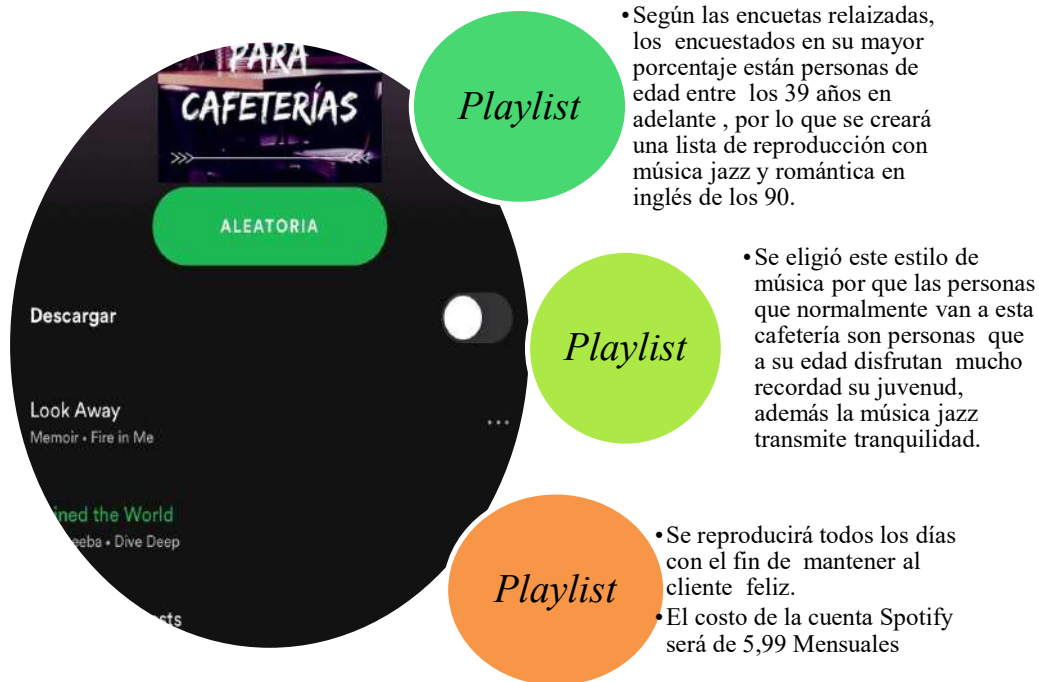 PARA
CAFETERÍAS
ALEATORIA
Descargar
Look Away
Memoir • Fire in Me
the World
• Dive Deep
Playlist
• Según las encuetas relaizadas,
los encuestados en su mayor
porcentaje están personas de
edad entre los 39 años en
adelante , por lo que se creará
una lista de reproducción con
música jazz y romántica en
inglés de los 90.
Playlist
• Se eligió este estilo de
música por que las personas
que normalmente van a esta
cafetería son personas que
a su edad disfrutan mucho
recordad su juvenud,
además la música jazz
transmite tranquilidad.
Playlist
• Se reproducirá todos los días
con el fin de mantener al
cliente feliz.
• El costo de la cuenta Spotify
será de 5,99 Mensuales